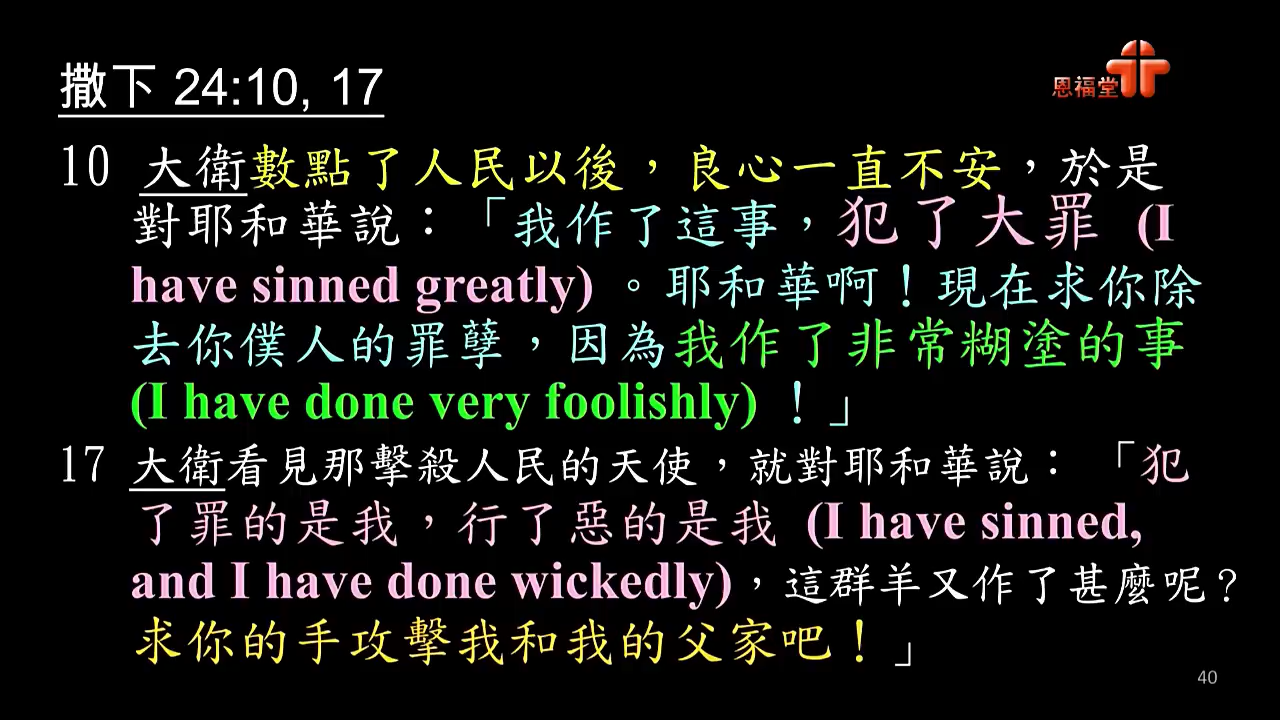 撒下 24:10, 17
恩福堂
10 大衛數點了人民以後，良心一直不安，於是
對耶和華說：「我作了這事，犯了大罪 (I
have sinned greatly) 。耶和華啊！現在求你除
去你僕人的罪孽，因為我作了非常糊塗的事
(I have done very foolishly) ！」
17 大衛看見那擊殺人民的天使，就對耶和華說：「犯
了罪的是我，行了惡的是我 (I have sinned,
and I have done wickedly)，這群羊又作了甚麼呢？
求你的手攻擊我和我的父家吧！」
40